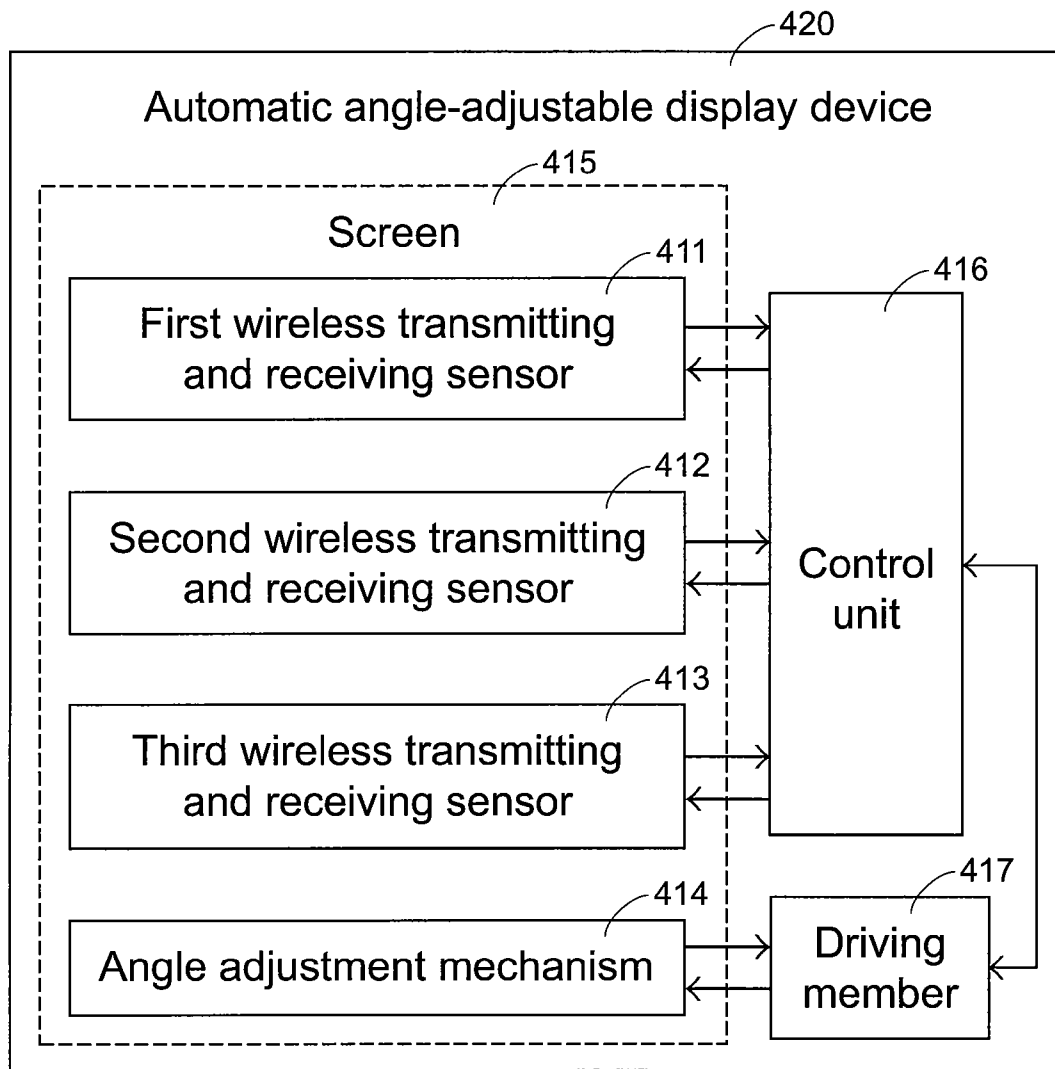 420
Automatic angle-adjustable display device
415
Screen
411
First wireless transmitting
and receiving sensor
416
412
Second wireless transmitting
and receiving sensor
Control
unit
413
Third wireless transmitting
and receiving sensor
417
414
Angle adjustment mechanism
Driving
member